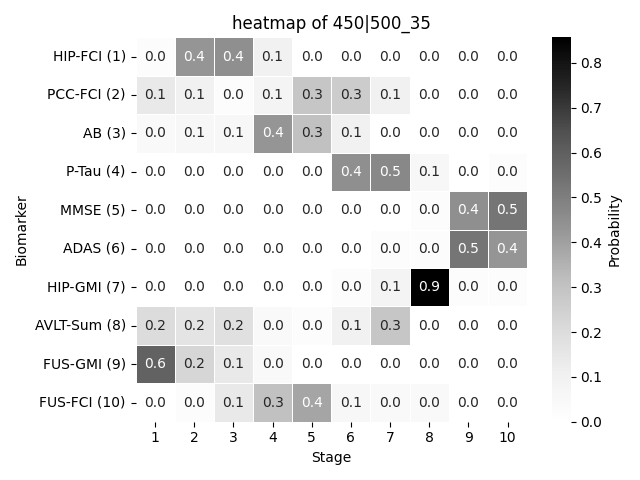 heatmap of 450|500_35
HIP-FCI (1) 0.0 0.4 0.4 0.1 0.0 0.0 0.0 0.0 0.0 0.0
PCC-FCI (2) 0.1 0.1 0.0 0.1 0.3 0.3 0.1 0.0 0.0 0.0
AB (3) 0.0 0.1 0.1 0.4 0.3 0.1 0.0 0.0 0.0 0.0
P-Tau (4) 0.0 0.0 0.0 0.0 0.0 0.4 0.5 0.1 0.0 0.0
MMSE (5) 0.0 0.0 0.0 0.0 0.0 0.0 0.0 0.0 0.4 0.5
ADAS (6) 0.0 0.0 0.0 0.0 0.0 0.0 0.0 0.0 0.5 0.4
HIP-GMI (7) 0.0 0.0 0.0 0.0 0.0 0.0 0.1 0.9 0.0 0.0
AVLT-Sum (8) 0.2 0.2 0.2 0.0 0.0 0.1 0.3 0.0 0.0 0.0
FUS-GMI (9) 0.6 0.2 0.1 0.0 0.0 0.0 0.0 0.0 0.0 0.0
FUS-FCI (10) 0.0 0.0 0.1 0.3 0.4 0.1 0.0 0.0 0.0 0.0
1 2 3 4 5 6 7 8 9 10
Stage
Biomarker
0.8
0.7
0.6
0.5
0.4
0.3
0.2
0.1
0.0
Probability